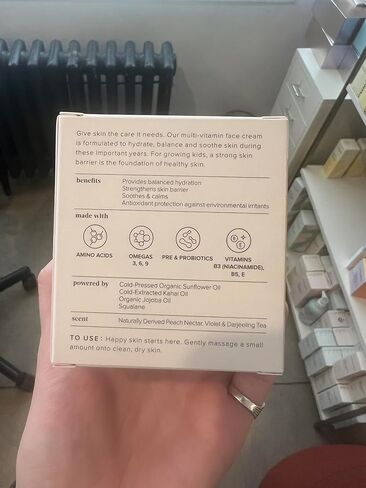 Give skin the care it needs. Our multi-vitamin face cream
is formulated to hydrate, balance and soothe skin during
these important years. For growing kids, a strong skin
barrier is the foundation of healthy skin.
benefits
Provides balanced hydration
Strengthens skin barrier
Soothes & calms
Antioxidant protection against environmental irritants
made with
B3 E
B5
AMINO ACIDS
OMEGAS
3, 6, 9
PRE & PROBIOTICS
VITAMINS
B3 (NIACINAMIDE),
B5, E
powered by
Cold-Pressed Organic Sunflower Oil
Cold-Extracted Kahai Oil
Organic Jojoba Oil
Squalane
scent
Naturally Derived Peach Nectar, Violet & Darjeeling Tea
TO USE: Happy skin starts here. Gently massage a small
amount onto clean, dry skin.